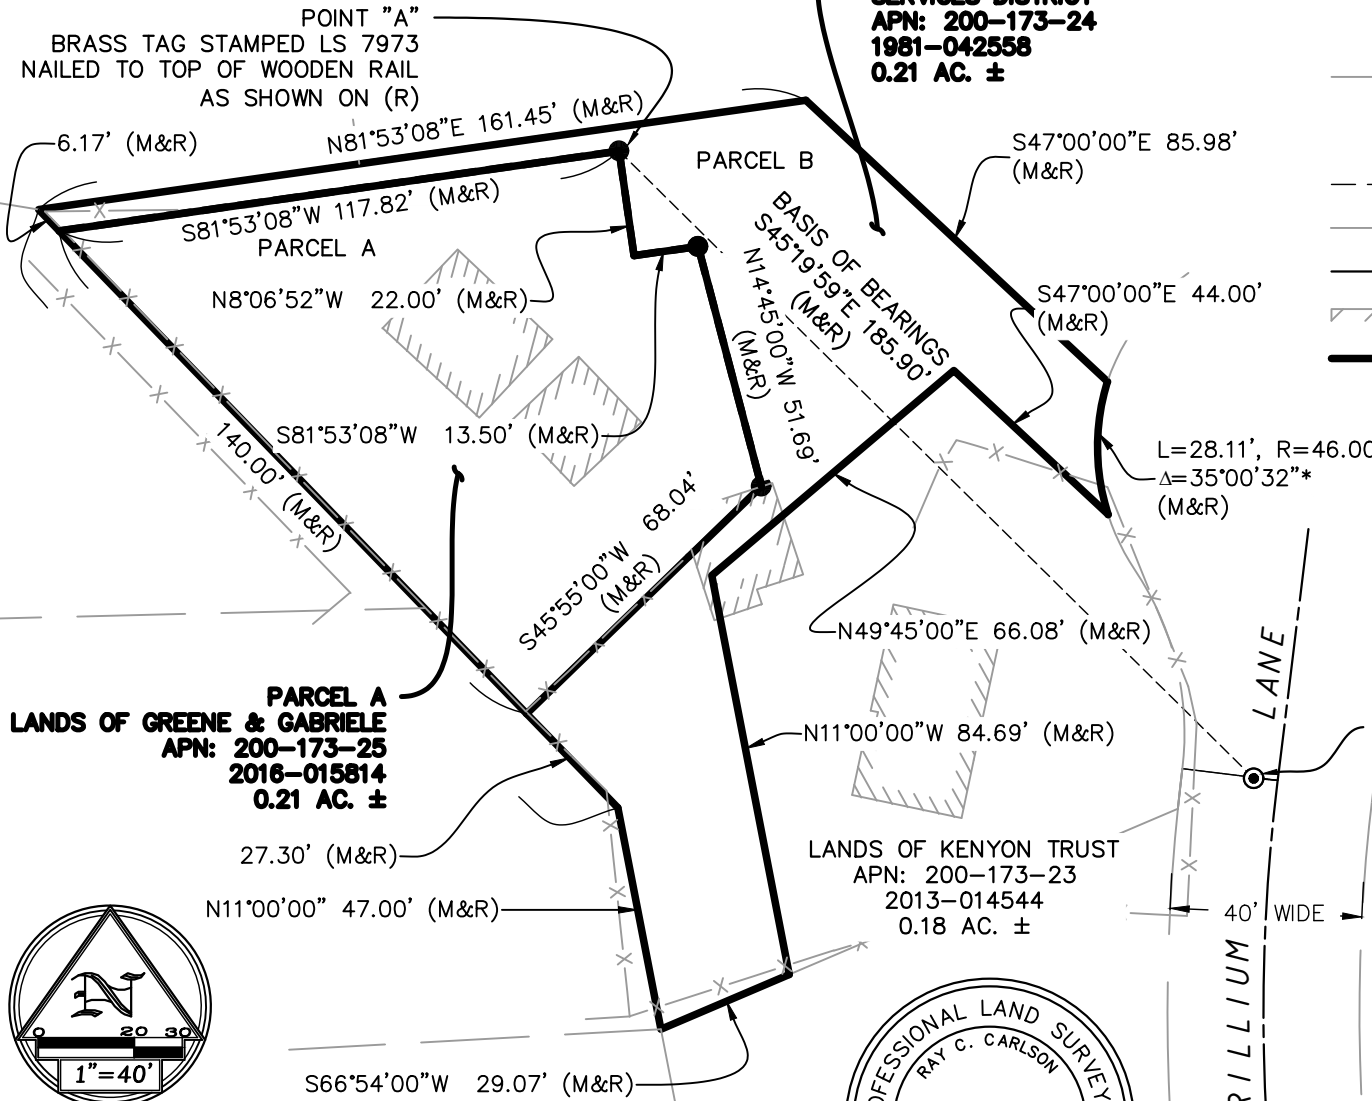 POINT "A"
BRASS TAG STAMPED LS 7973
NAILED TO TOP OF WOODEN RAIL
AS SHOWN ON (R)
APN: 200-173-24
1981-042558
0.21 AC. ±
6.17' (M&R)
N81°53'08"E 161.45' (M&R)
PARCEL B
S47°00'00"E 85.98'
(M&R)
S81°53'08"W 117.82' (M&R)
PARCEL A
BASIS OF BEARINGS
S45°19'59"E 185.90'
(M&R)
N14°45'00"W 51.69'
(M&R)
N8°06'52"W 22.00' (M&R)
S47°00'00"E 44.00'
(M&R)
S81°53'08"W 13.50' (M&R)
140.00' (M&R)
L=28.11', R=46.00
Δ=35°00'32"*
(M&R)
S45°55'00"W 68.04'
(M&R)
N49°45'00"E 66.08' (M&R)
PARCEL A
LANDS OF GREENE & GABRIELE
APN: 200-173-25
2016-015814
0.21 AC. ±
N11°00'00"W 84.69' (M&R)
LANE
27.30' (M&R)
LANDS OF KENYON TRUST
APN: 200-173-23
2013-014544
0.18 AC. ±
N11°00'00" 47.00' (M&R)
40' WIDE
RILLIUM
N
0 20 30
1"=40'
S66°54'00"W 29.07' (M&R)
OFESSIONAL LAND SURVEY
RAY C. CARLSON